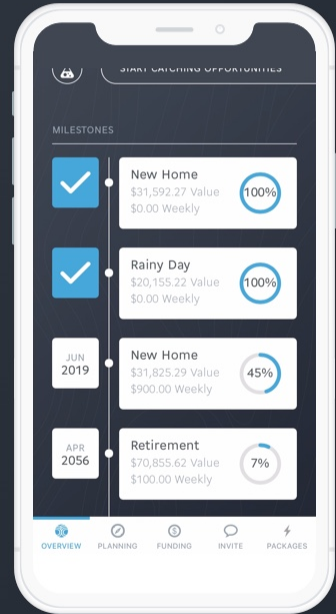 START CATCHING OPPORTUNITIES
MILESTONES
New Home
$31,592.27 Value
$0.00 Weekly
100%
Rainy Day
$20,155.22 Value
$0.00 Weekly
100%
JUN
2019
New Home
$31,825.29 Value
$900.00 Weekly
45%
APR
2056
Retirement
$70,855.62 Value
$100.00 Weekly
7%
OVERVIEW
PLANNING
FUNDING
INVITE
PACKAGES